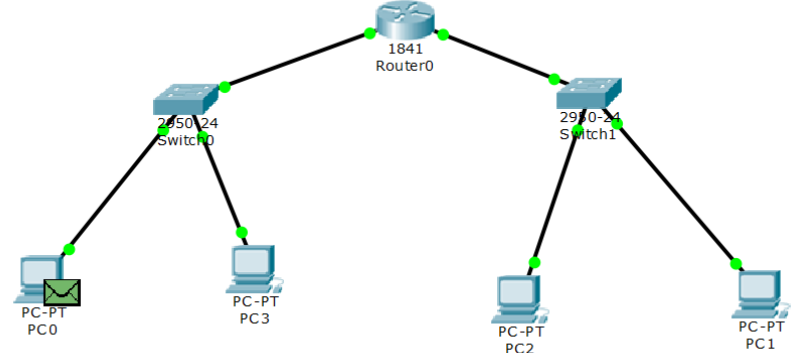 1841
Router0
2950-24
Switch0
2950-24
Switch1
PC-PT
PC0
PC-PT
PC3
PC-PT
PC2
PC-PT
PC1